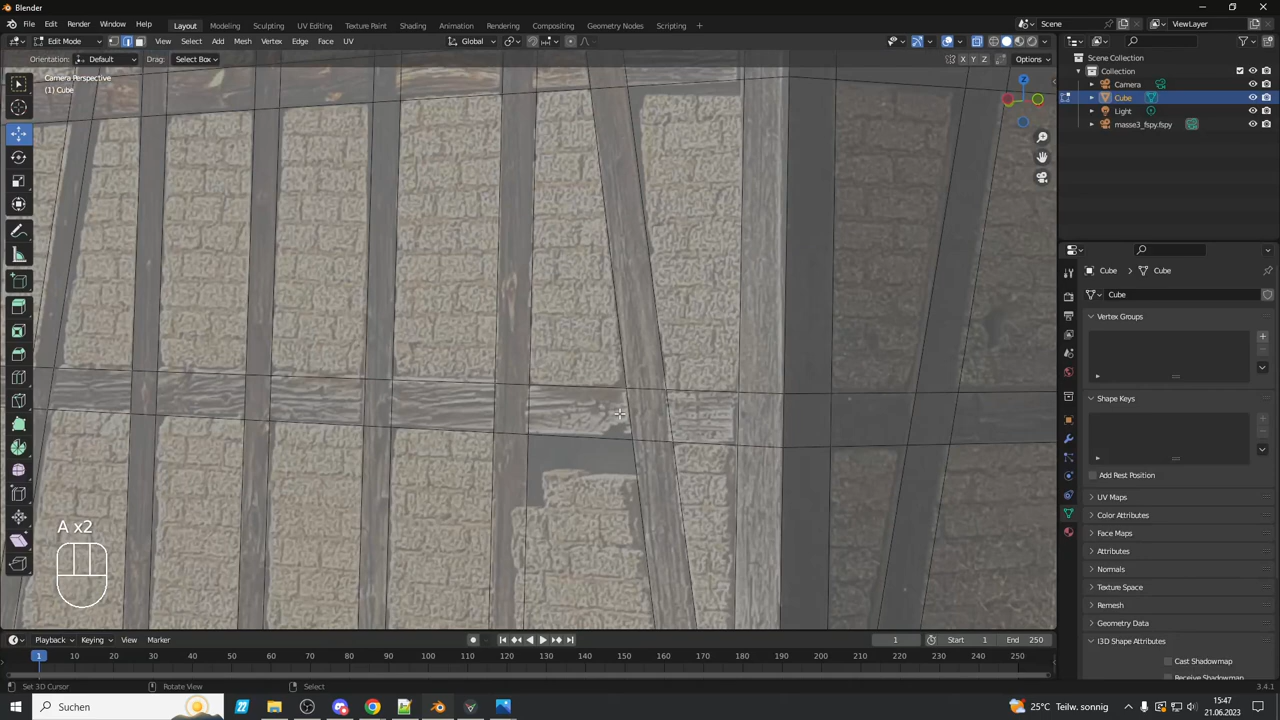 Blender
File Edit Render Window Help Layout Modeling Sculpting UV Editing Texture Paint Shading Animation Rendering Compositing Geometry Nodes Scripting + Scene ViewLayer
Edit Mode View Select Add Mesh Vertex Edge Face UV Global
Orientation: Default Drag: Select Box X Y Z Options
Camera Perspective
(1) Cube
Z
Scene Collection
Collection
Camera
Cube
Light
masse3_fspy.fspy
Cube Cube
Cube
Vertex Groups
Shape Keys
Add Rest Position
UV Maps
Color Attributes
Face Maps
Attributes
Normals
Texture Space
Remesh
Geometry Data
I3D Shape Attributes
Cast Shadowmap
Receive Shadowmap
A x2
Playback Keying View Marker 1 Start 1 End 250
1 10 20 30 40 50 60 70 80 90 100 110 120 130 140 150 160 170 180 190 200 210 220 230 240 250
Set 3D Cursor Rotate View Select 3.4.1
Suchen 25°C Teilw. sonnig 15:47
21.06.2023